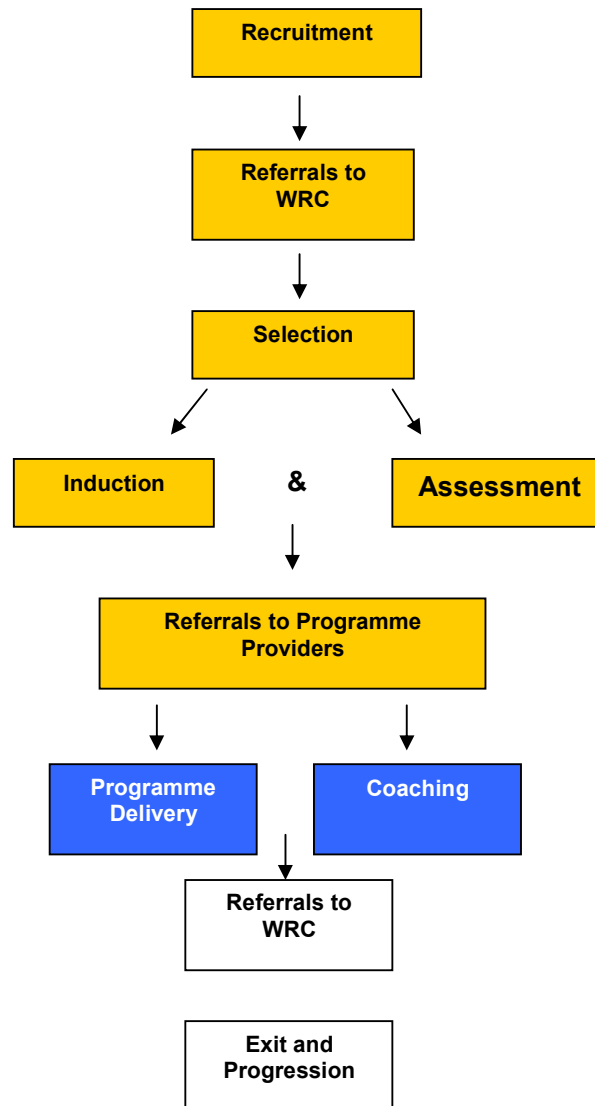 Recruitment
Referrals to
WRC
Selection
Induction
&
Assessment
Referrals to Programme
Providers
Programme
Delivery
Coaching
Referrals to
WRC
Exit and
Progression